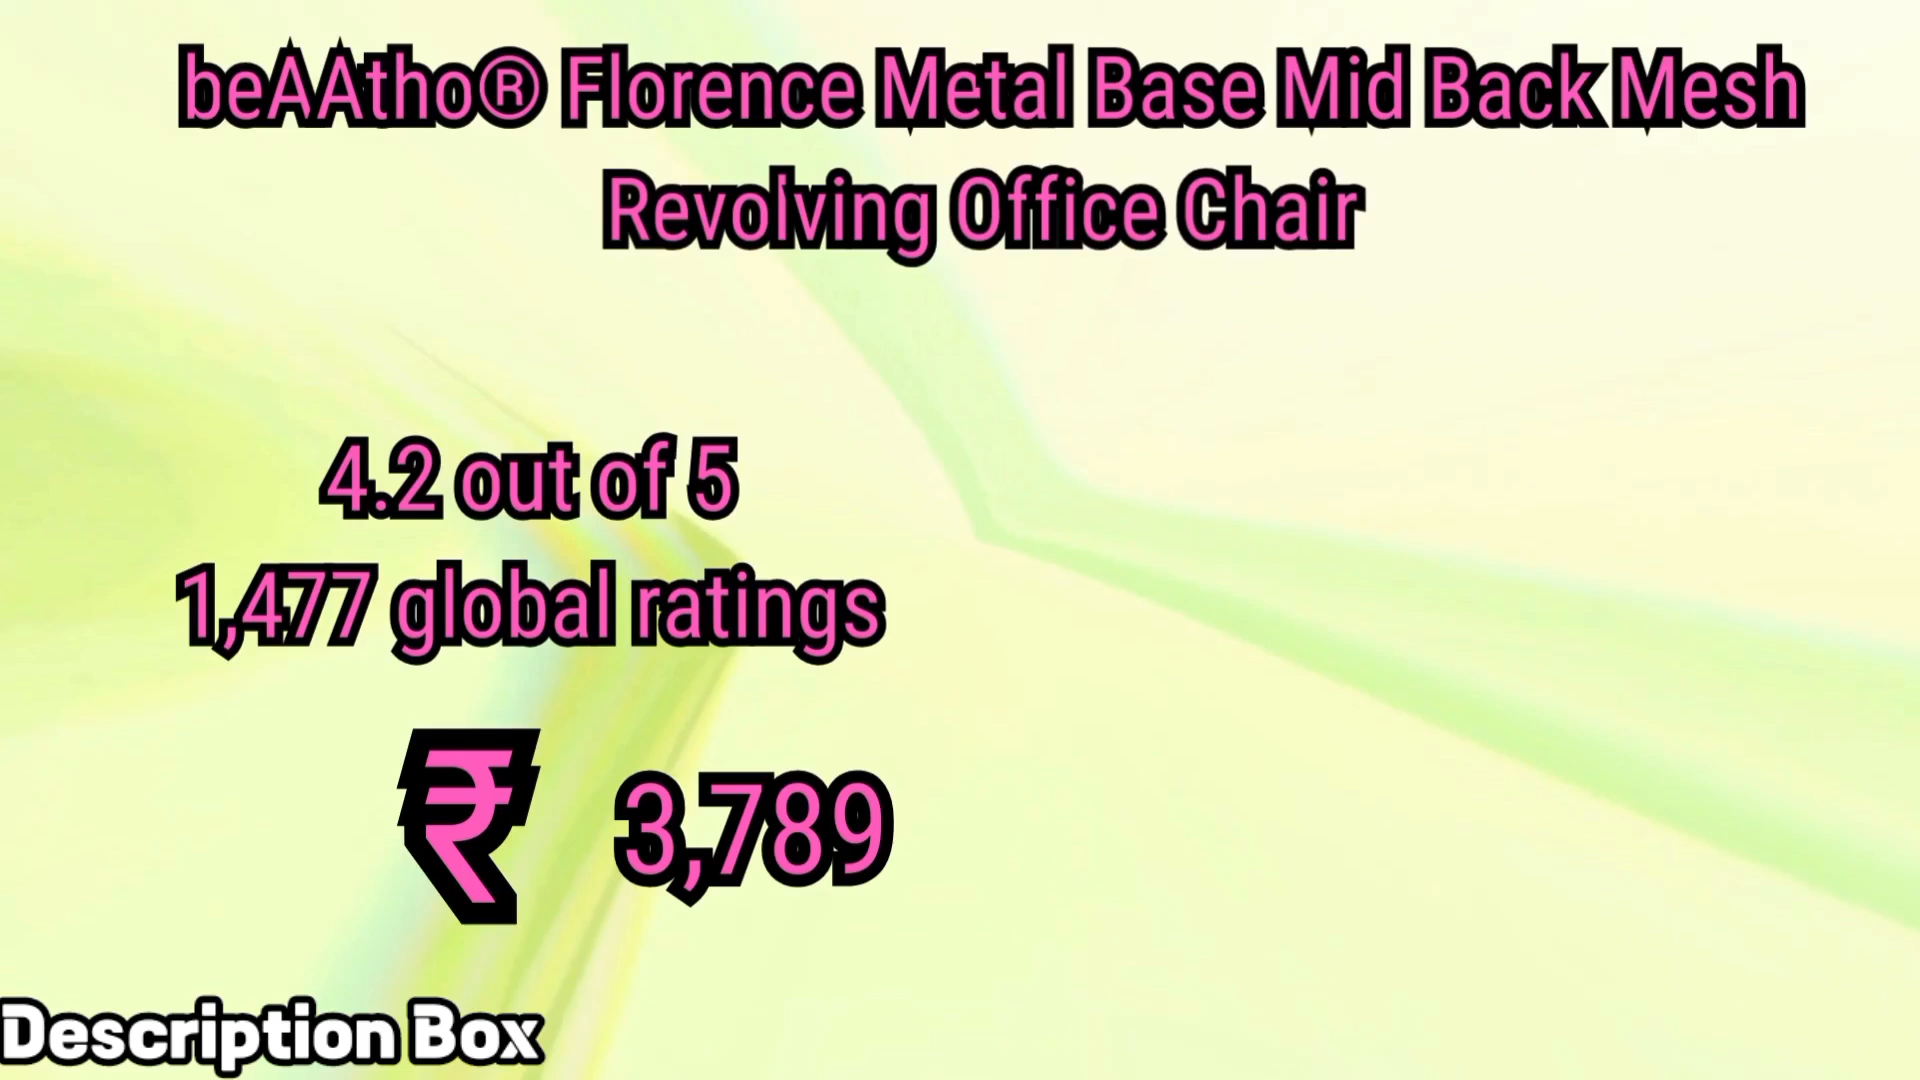 beAAtho® Florence Metal Base Mid Back Mesh
Revolving Office Chair
4.2 out of 5
1,477 global ratings
₹ 3,789
Description Box